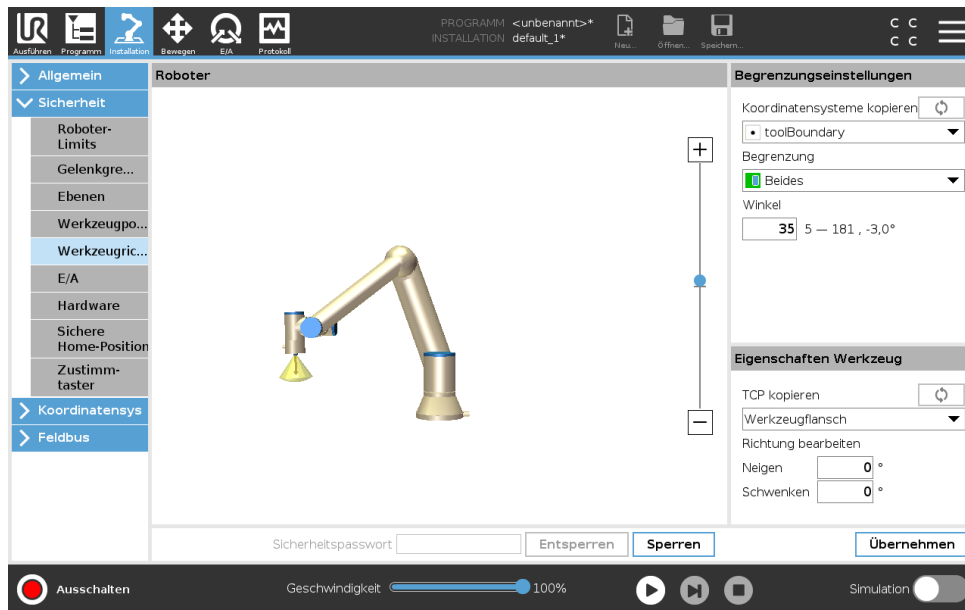 PROGRAMM <unbenannt>*
INSTALLATION default_1*
Ausführen Programm Installation Bewegen E/A Protokoll Neu... Öffnen... Speichern...
C C
C C
Allgemein
Sicherheit
Roboter-
Limits
Gelenkgre...
Ebenen
Werkzeugpo...
Werkzeugric...
E/A
Hardware
Sichere
Home-Position
Zustimm-
taster
Koordinatensys
Feldbus
Roboter
+
−
Begrenzungseinstellungen
Koordinatensysteme kopieren
toolBoundary
Begrenzung
Beides
Winkel
35 5 — 181 , -3,0°
Eigenschaften Werkzeug
TCP kopieren
Werkzeugflansch
Richtung bearbeiten
Neigen 0 °
Schwenken 0 °
Sicherheitspasswort Entsperren Sperren Übernehmen
Ausschalten Geschwindigkeit 100% Simulation